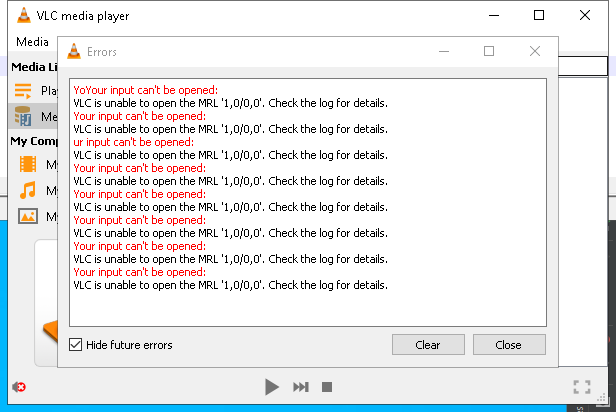 VLC media player
Media
Errors
Media Li
Play
Me
My Comp
My
My
My
YoYour input can't be opened:
VLC is unable to open the MRL '1,0/0,0'. Check the log for details.
Your input can't be opened:
VLC is unable to open the MRL '1,0/0,0'. Check the log for details.
ur input can't be opened:
VLC is unable to open the MRL '1,0/0,0'. Check the log for details.
Your input can't be opened:
VLC is unable to open the MRL '1,0/0,0'. Check the log for details.
Your input can't be opened:
VLC is unable to open the MRL '1,0/0,0'. Check the log for details.
Your input can't be opened:
VLC is unable to open the MRL '1,0/0,0'. Check the log for details.
Your input can't be opened:
VLC is unable to open the MRL '1,0/0,0'. Check the log for details.
Your input can't be opened:
VLC is unable to open the MRL '1,0/0,0'. Check the log for details.
Hide future errors
Clear
Close